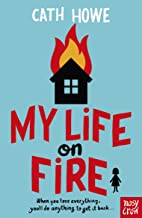 CATH HOWE
MY LIFE
on
FIRE
When you lose everything,
you'll do anything to get it back...
nosy
crow